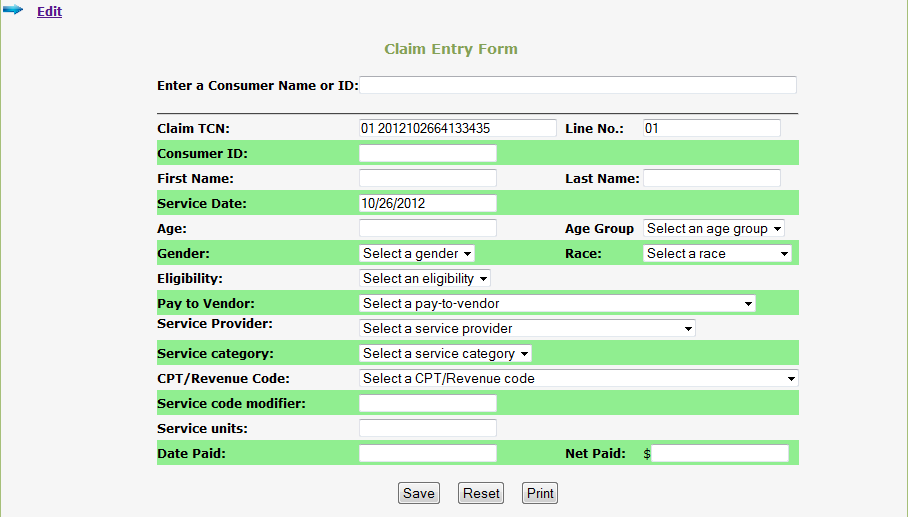 Edit
Claim Entry Form
Enter a Consumer Name or ID:
Claim TCN: 01 2012102664133435 Line No.: 01
Consumer ID:
First Name: Last Name:
Service Date: 10/26/2012
Age: Age Group Select an age group
Gender: Select a gender Race: Select a race
Eligibility: Select an eligibility
Pay to Vendor: Select a pay-to-vendor
Service Provider: Select a service provider
Service category: Select a service category
CPT/Revenue Code: Select a CPT/Revenue code
Service code modifier:
Service units:
Date Paid: Net Paid: $
Save Reset Print